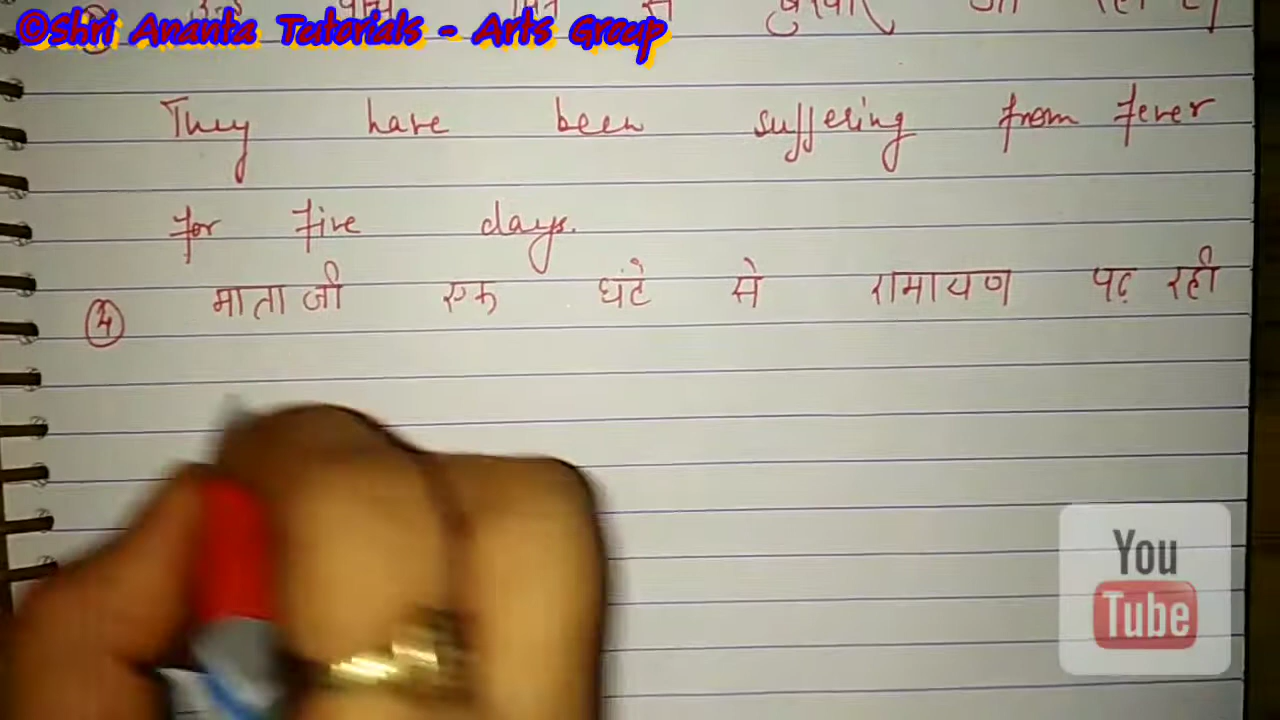 ©Shri Ananta Tutorials - Arts Group
They have been suffering from fever
for five days.
④ माताजी एक घंटे से रामायण पढ़ रही
You
Tube